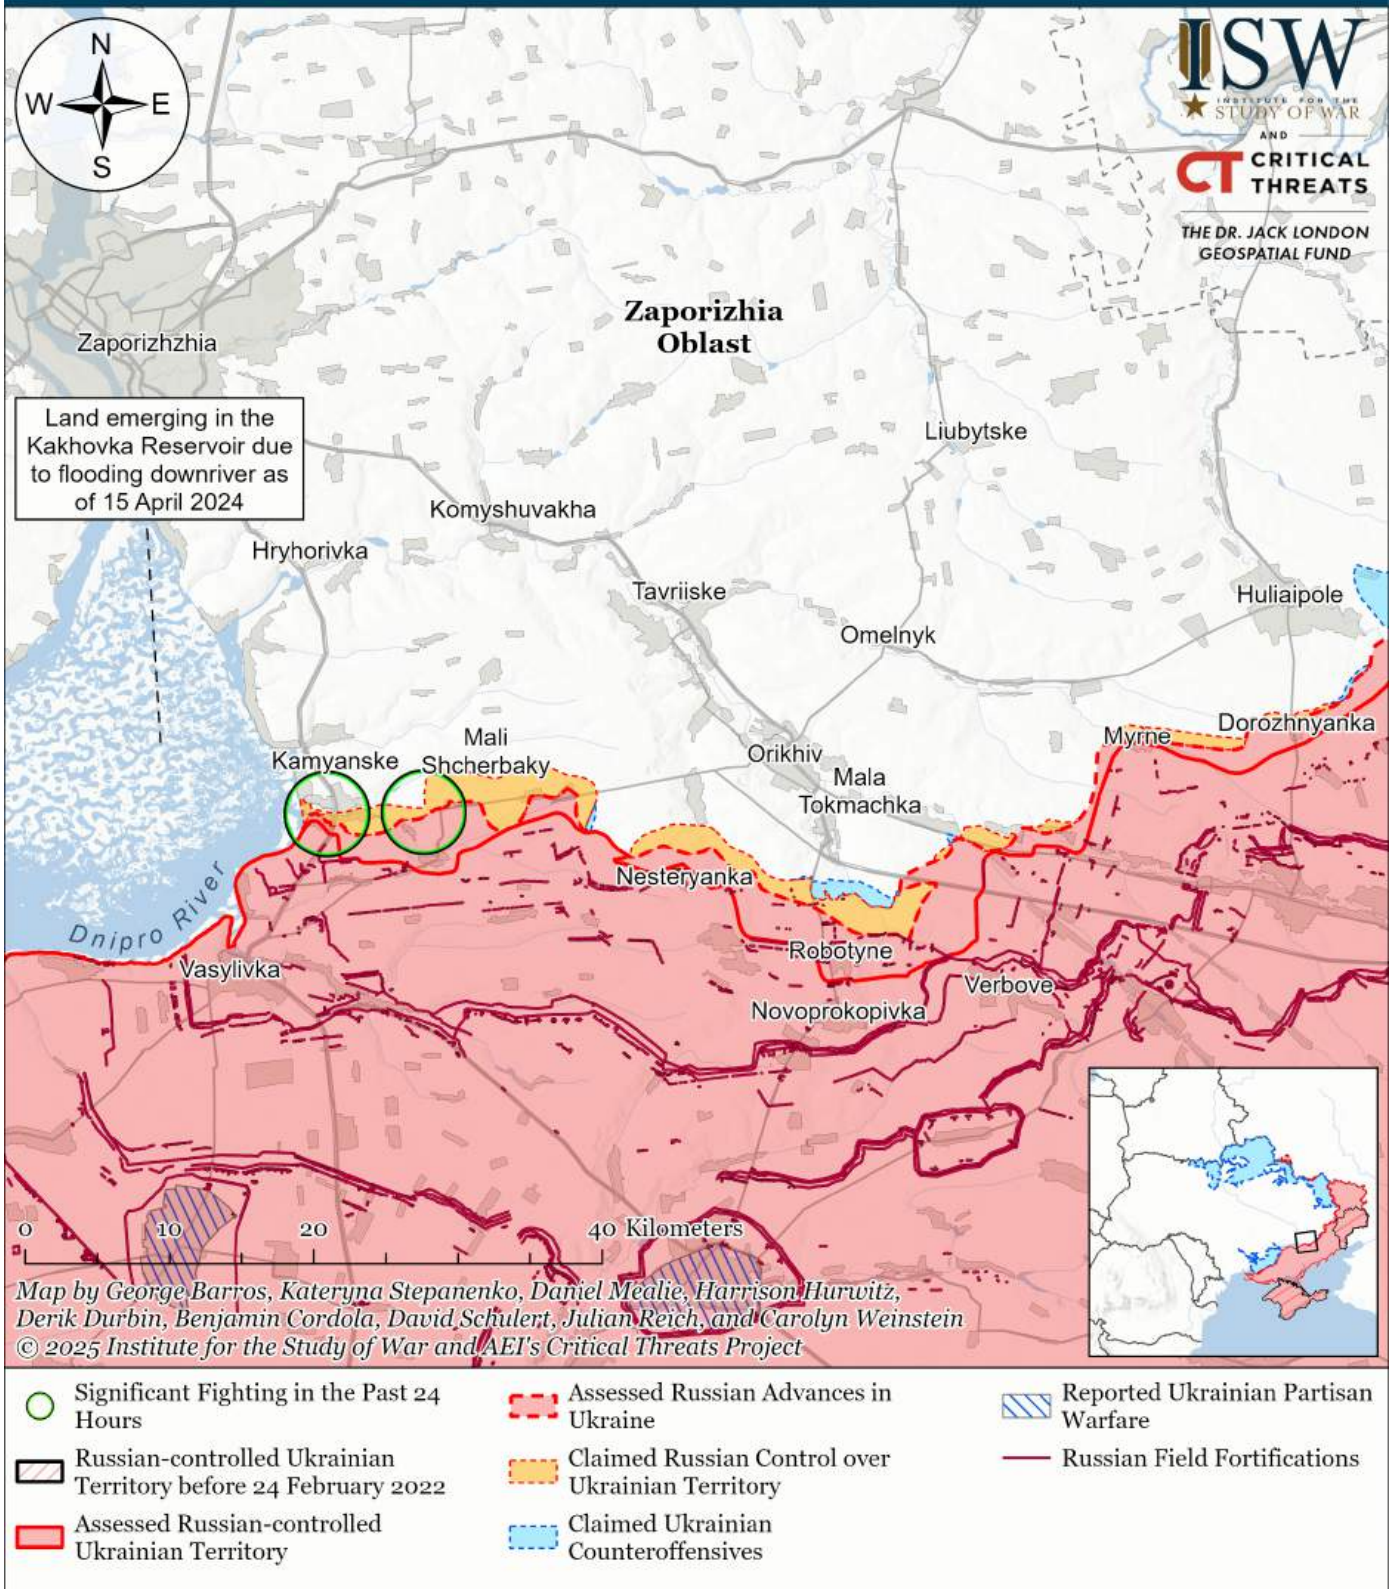 N
W
E
S
ISW
INSTITUTE FOR THE
STUDY OF WAR
AND
CT CRITICAL
THREATS
THE DR. JACK LONDON
GEOSPATIAL FUND
Zaporizhia
Oblast
Zaporizhzhia
Land emerging in the
Kakhovka Reservoir due
to flooding downriver as
of 15 April 2024
Liubytske
Komyshuvakha
Hryhorivka
Tavriiske
Huliaipole
Omelnyk
Dorozhnyanka
Myrne
Mali
Shcherbaky
Kamyanske
Orikhiv
Mala
Tokmachka
Nesteryanka
Dnipro River
Robotyne
Vasylivka
Verbove
Novoprokopivka
0 10 20 40 Kilometers
Map by George Barros, Kateryna Stepanenko, Daniel Mealie, Harrison Hurwitz,
Derik Durbin, Benjamin Cordola, David Schulert, Julian Reich, and Carolyn Weinstein
© 2025 Institute for the Study of War and AEI's Critical Threats Project
Significant Fighting in the Past 24
Hours
Russian-controlled Ukrainian
Territory before 24 February 2022
Assessed Russian-controlled
Ukrainian Territory
Assessed Russian Advances in
Ukraine
Claimed Russian Control over
Ukrainian Territory
Claimed Ukrainian
Counteroffensives
Reported Ukrainian Partisan
Warfare
Russian Field Fortifications